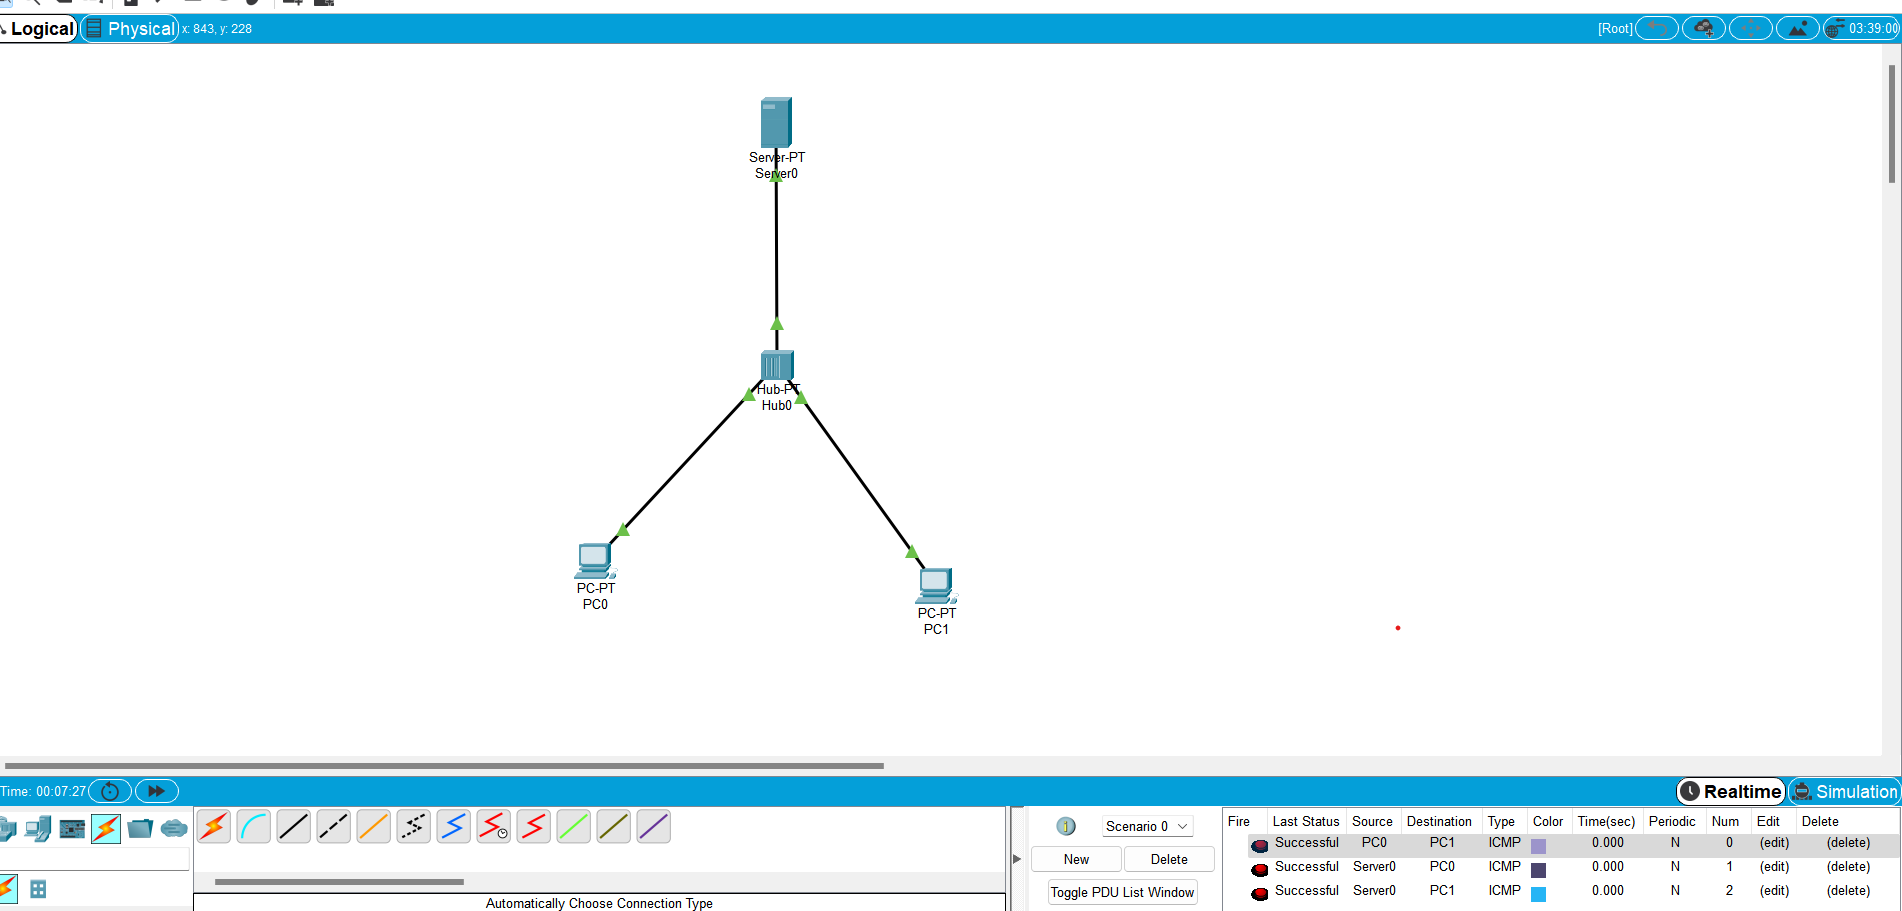 Logical Physical x: 843, y: 228 [Root] 03:39:00
Server-PT
Server0
Hub-PT
Hub0
PC-PT
PC0
PC-PT
PC1
Time: 00:07:27 Realtime Simulation
Scenario 0
New Delete
Toggle PDU List Window
Fire Last Status Source Destination Type Color Time(sec) Periodic Num Edit Delete
Successful PC0 PC1 ICMP 0.000 N 0 (edit) (delete)
Successful Server0 PC0 ICMP 0.000 N 1 (edit) (delete)
Successful Server0 PC1 ICMP 0.000 N 2 (edit) (delete)
Automatically Choose Connection Type